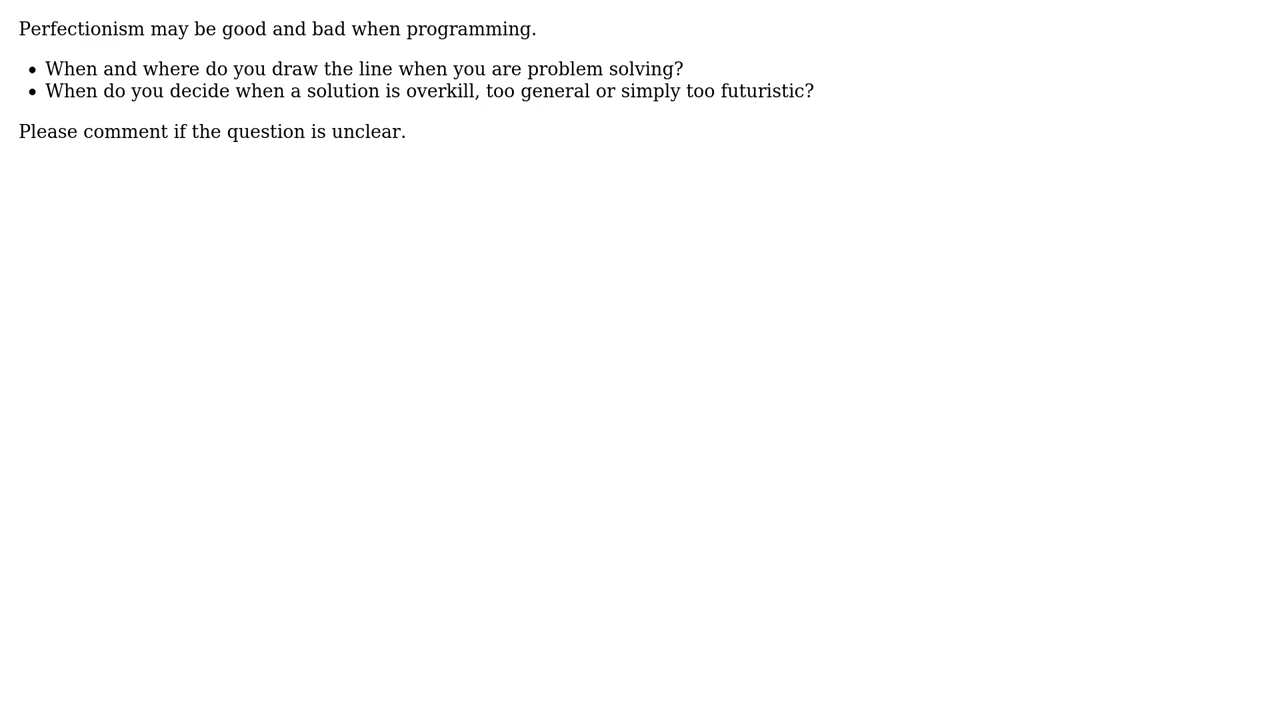 Perfectionism may be good and bad when programming.
• When and where do you draw the line when you are problem solving?
• When do you decide when a solution is overkill, too general or simply too futuristic?
Please comment if the question is unclear.